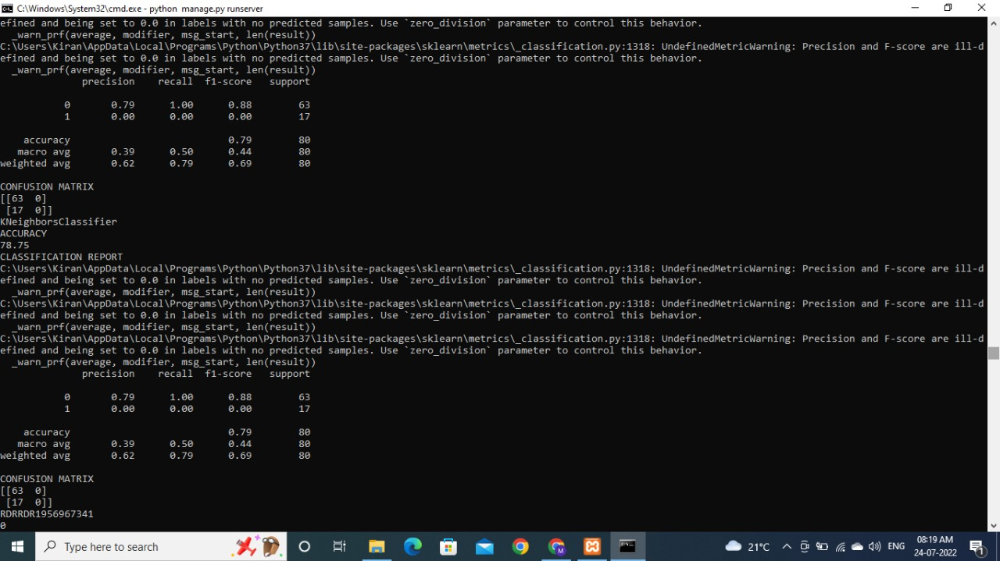 C:\Windows\System32\cmd.exe - python  manage.py runserver
efined and being set to 0.0 in labels with no predicted samples. Use `zero_division` parameter to control this behavior.
  _warn_prf(average, modifier, msg_start, len(result))
C:\Users\Kiran\AppData\Local\Programs\Python\Python37\lib\site-packages\sklearn\metrics\_classification.py:1318: UndefinedMetricWarning: Precision and F-score are ill-d
efined and being set to 0.0 in labels with no predicted samples. Use `zero_division` parameter to control this behavior.
  _warn_prf(average, modifier, msg_start, len(result))
              precision    recall  f1-score   support

           0       0.79      1.00      0.88        63
           1       0.00      0.00      0.00        17

    accuracy                           0.79        80
   macro avg       0.39      0.50      0.44        80
weighted avg       0.62      0.79      0.69        80

CONFUSION MATRIX
[[63  0]
 [17  0]]
KNeighborsClassifier
ACCURACY
78.75
CLASSIFICATION REPORT
C:\Users\Kiran\AppData\Local\Programs\Python\Python37\lib\site-packages\sklearn\metrics\_classification.py:1318: UndefinedMetricWarning: Precision and F-score are ill-d
efined and being set to 0.0 in labels with no predicted samples. Use `zero_division` parameter to control this behavior.
  _warn_prf(average, modifier, msg_start, len(result))
C:\Users\Kiran\AppData\Local\Programs\Python\Python37\lib\site-packages\sklearn\metrics\_classification.py:1318: UndefinedMetricWarning: Precision and F-score are ill-d
efined and being set to 0.0 in labels with no predicted samples. Use `zero_division` parameter to control this behavior.
  _warn_prf(average, modifier, msg_start, len(result))
C:\Users\Kiran\AppData\Local\Programs\Python\Python37\lib\site-packages\sklearn\metrics\_classification.py:1318: UndefinedMetricWarning: Precision and F-score are ill-d
efined and being set to 0.0 in labels with no predicted samples. Use `zero_division` parameter to control this behavior.
  _warn_prf(average, modifier, msg_start, len(result))
              precision    recall  f1-score   support

           0       0.79      1.00      0.88        63
           1       0.00      0.00      0.00        17

    accuracy                           0.79        80
   macro avg       0.39      0.50      0.44        80
weighted avg       0.62      0.79      0.69        80

CONFUSION MATRIX
[[63  0]
 [17  0]]
RDRRDR1956967341
0
Type here to search
21°C
ENG
08:19 AM
24-07-2022
1